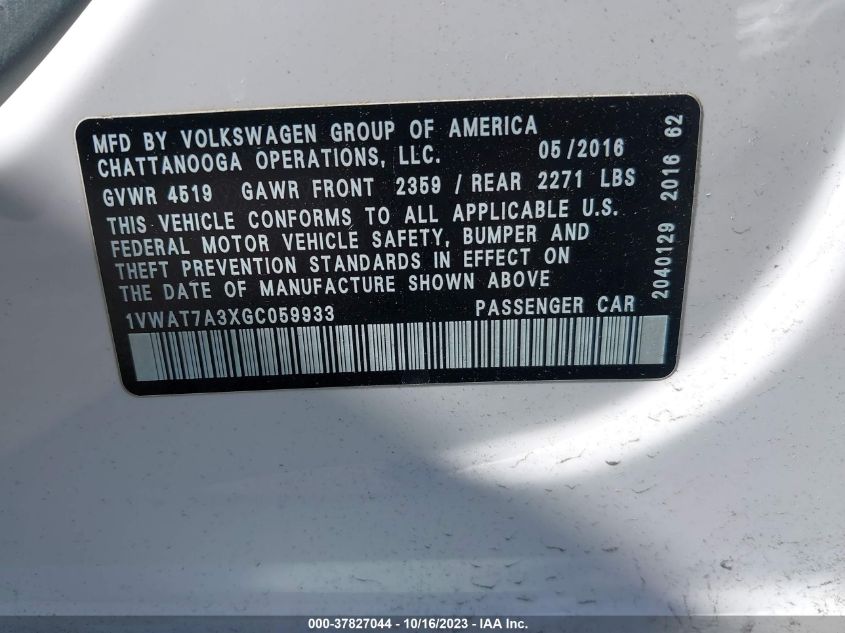 MFD BY VOLKSWAGEN GROUP OF AMERICA
CHATTANOOGA OPERATIONS, LLC. 05/2016
GVWR 4519 GAWR FRONT 2359 / REAR 2271 LBS
THIS VEHICLE CONFORMS TO ALL APPLICABLE U.S.
FEDERAL MOTOR VEHICLE SAFETY, BUMPER AND
THEFT PREVENTION STANDARDS IN EFFECT ON
THE DATE OF MANUFACTURE SHOWN ABOVE
1VWAT7A3XGC059933 PASSENGER CAR
2040129 2016 62
000-37827044 - 10/16/2023 - IAA Inc.